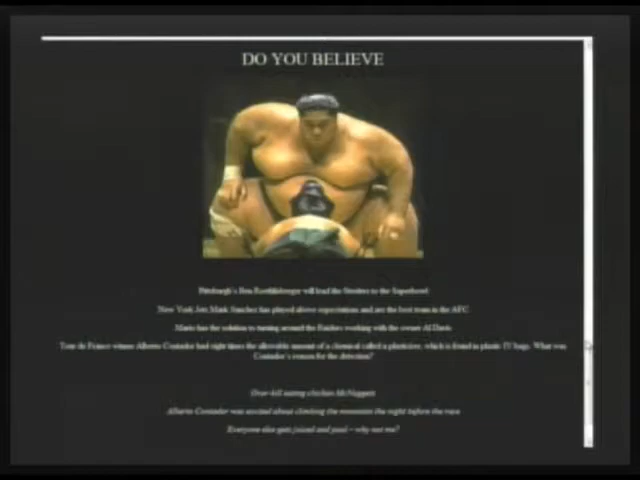 DO YOU BELIEVE
Pittsburgh's Ben Roethlisberger will lead the Steelers to the Superbowl
New York Jets Mark Sanchez has played above expectations and are the best team in the AFC
Mario has the solution to turning around the Raiders working with the owner Al Davis
Tour de France winner Alberto Contador had eight times the allowable amount of a chemical called a plasticizer, which is found in plastic IV bags. What was
Contador's reason for the detection?
Over-kill eating chicken McNuggets
Alberto Contador was excited about climbing the mountain the night before the race
Everyone else gets juiced and paid – why not me?